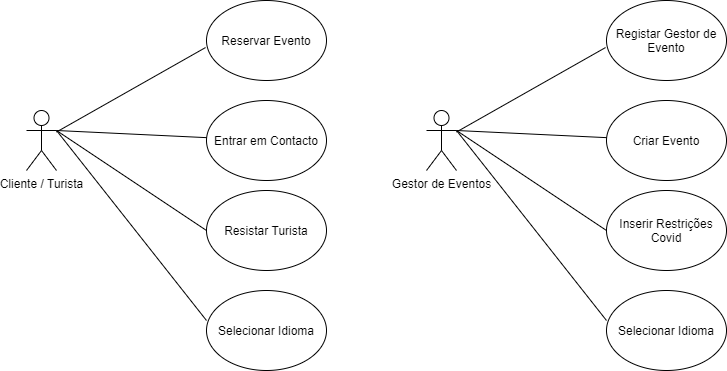 Reservar Evento
Entrar em Contacto
Cliente / Turista
Resistar Turista
Selecionar Idioma
Registar Gestor de
Evento
Criar Evento
Gestor de Eventos
Inserir Restrições
Covid
Selecionar Idioma